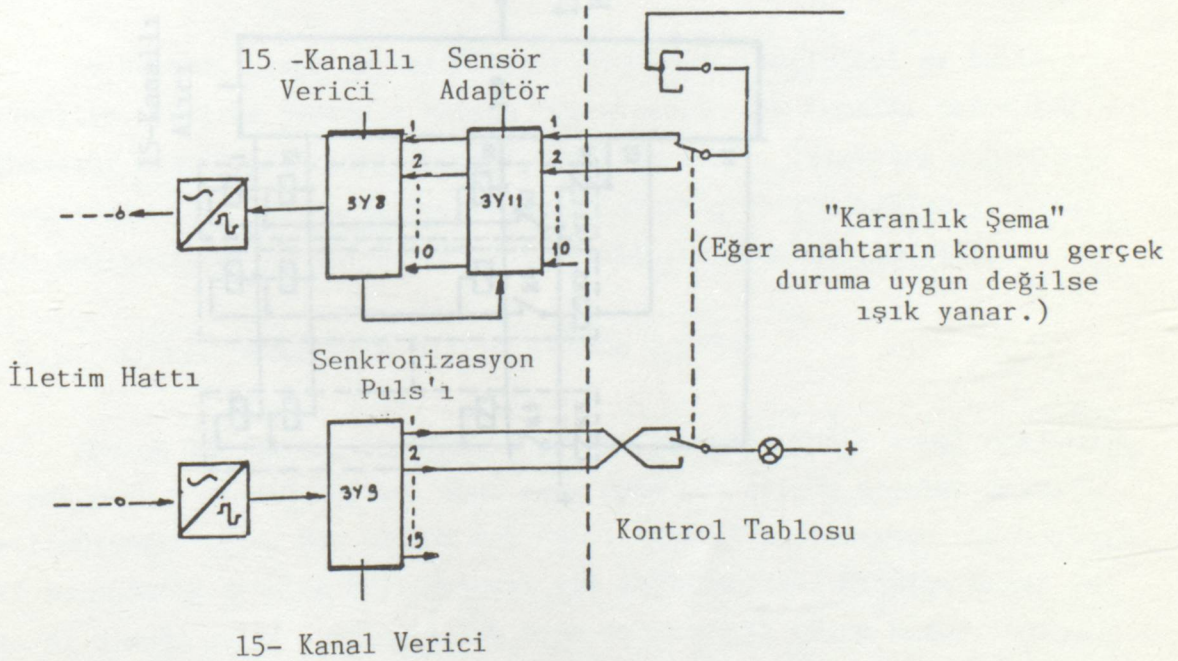 15 -Kanallı
Verici
Sensör
Adaptör
1
2
10
3Y8
3Y11
1
2
10
"Karanlık Şema"
(Eğer anahtarın konumu gerçek
duruma uygun değilse
ışık yanar.)
İletim Hattı
Senkronizasyon
Puls'ı
1
2
15
3Y9
+
Kontrol Tablosu
15- Kanal Verici